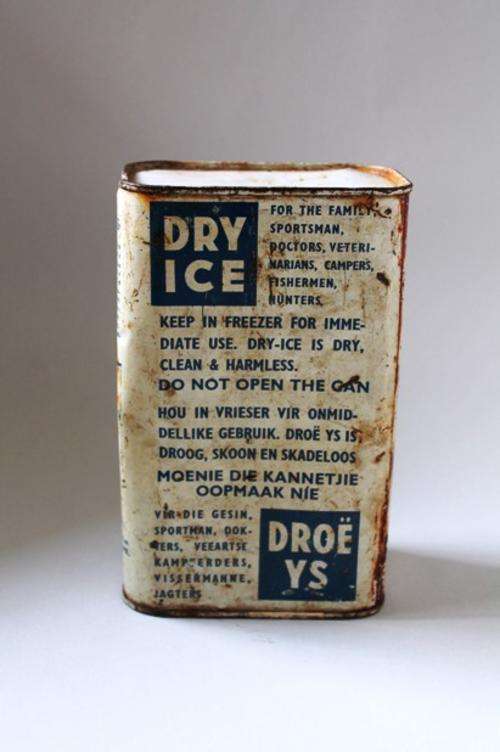 DRY
ICE
FOR THE FAMILY,
SPORTSMAN,
DOCTORS, VETERI-
NARIANS, CAMPERS,
FISHERMEN,
HUNTERS.
KEEP IN FREEZER FOR IMME-
DIATE USE. DRY-ICE IS DRY,
CLEAN & HARMLESS.
DO NOT OPEN THE CAN
HOU IN VRIESER VIR ONMID-
DELLIKE GEBRUIK. DROË YS IS
DROOG, SKOON EN SKADELOOS
MOENIE DIE KANNETJIE
OOPMAAK NIE
VIR DIE GESIN,
SPORTMAN, DOK-
TERS, VEEARTSE
KAMPEERDERS,
VISSERMANNE,
JAGTERS
DROË
YS